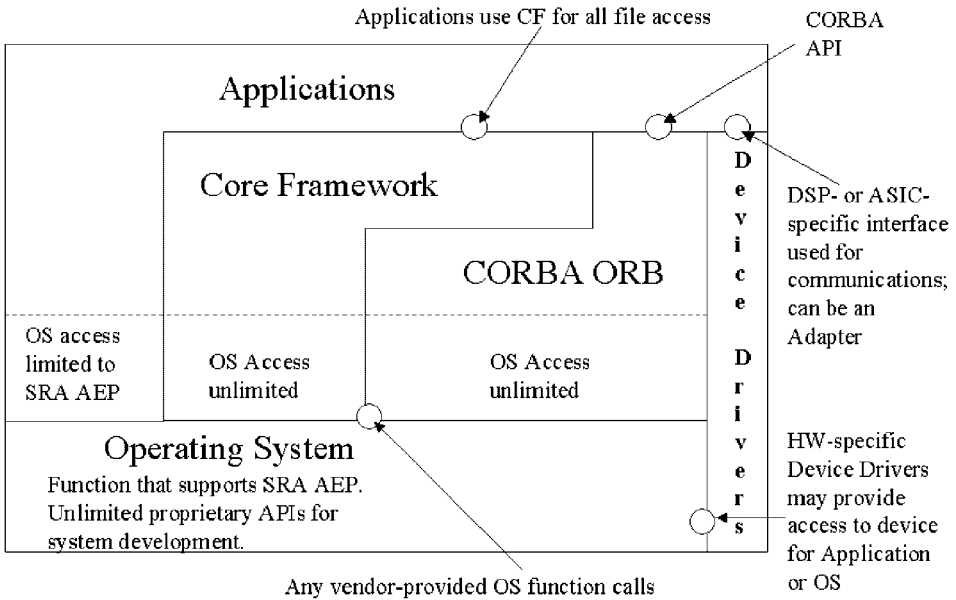 Applications use CF for all file access
CORBA
API
Applications
Core Framework
CORBA ORB
Device Drivers
DSP- or ASIC-
specific interface
used for
communications;
can be an
Adapter
OS access
limited to
SRA AEP
OS Access
unlimited
OS Access
unlimited
Operating System
Function that supports SRA AEP.
Unlimited proprietary APIs for
system development.
HW-specific
Device Drivers
may provide
access to device
for Application
or OS
Any vendor-provided OS function calls